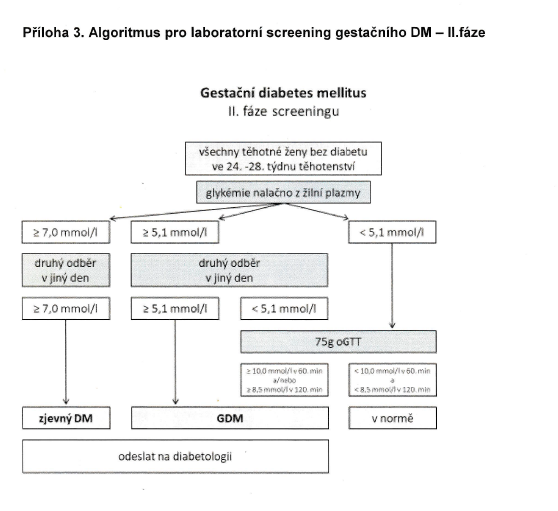 Příloha 3. Algoritmus pro laboratorní screening gestačního DM – II.fáze
Gestační diabetes mellitus
II. fáze screeningu
všechny těhotné ženy bez diabetu
ve 24. -28. týdnu těhotenství
glykémie nalačno z žilní plazmy
≥ 7,0 mmol/l
≥ 5,1 mmol/l
< 5,1 mmol/l
druhý odběr
v jiný den
druhý odběr
v jiný den
≥ 7,0 mmol/l
≥ 5,1 mmol/l
< 5,1 mmol/l
75g oGTT
≥ 10,0 mmol/l v 60. min
a/nebo
≥ 8,5 mmol/l v 120. min
< 10,0 mmol/l v 60. min
a
< 8,5 mmol/l v 120. min
zjevný DM
GDM
v normě
odeslat na diabetologii